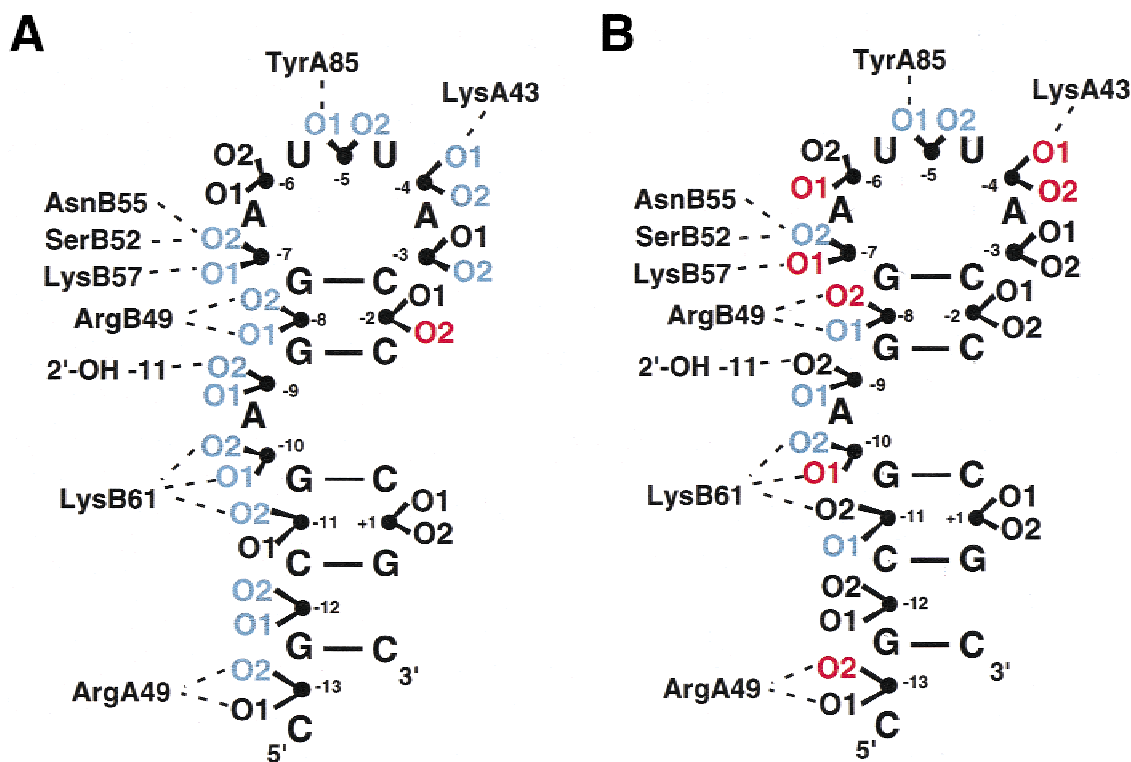 A
TyrA85
LysA43
O1 O2
O2 U U O1
-6 -5 -4
O1 O2
AsnB55 A A
SerB52 O2 O1
LysB57 O1 -7 -3 O2
G C
O2 O1
ArgB49 -8 -2
O1 O2
G C
2'-OH -11 O2
O1 -9
A
O2 -10
O1 G C
LysB61 O1
O2 -11 +1
O1 O2
C G
O2
-12
O1
G C 3'
O2
ArgA49 -13
O1
C
5'
B
TyrA85
LysA43
O1 O2
O2 U U O1
-6 -5 -4
O1 O2
AsnB55 A A
SerB52 O2 O1
LysB57 O1 -7 -3 O2
G C
O2 O1
ArgB49 -8 -2
O1 O2
G C
2'-OH -11 O2
O1 -9
A
O2 -10
O1 G C
LysB61 O1
O2 -11 +1
O1 O2
C G
O2
-12
O1
G C 3'
O2
ArgA49 -13
O1
C
5'